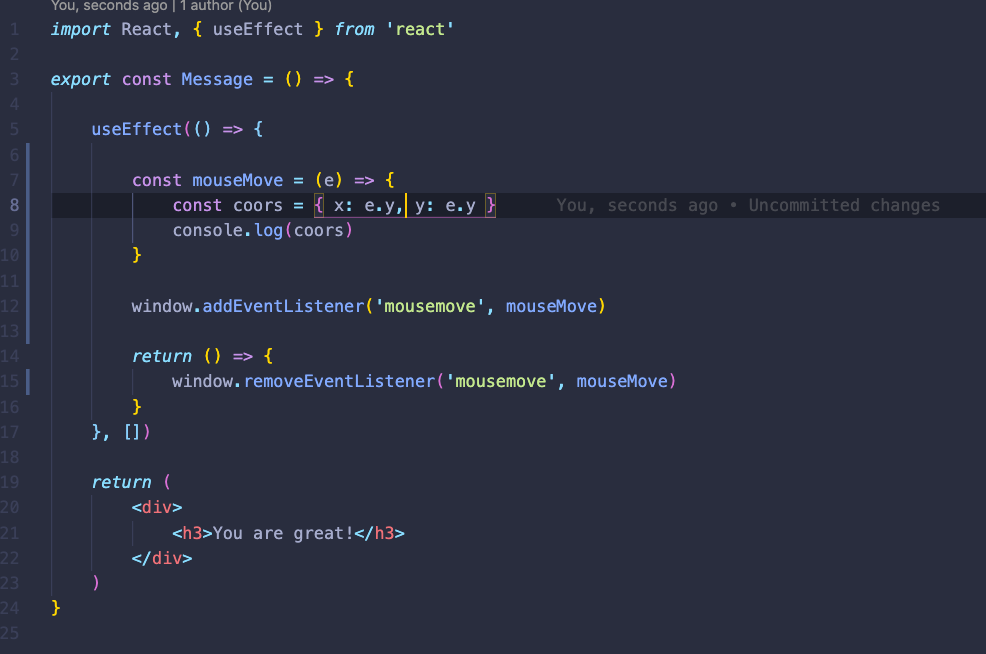 You, seconds ago | 1 author (You)
1 import React, { useEffect } from 'react'
2
3 export const Message = () => {
4
5 useEffect(() => {
6
7 const mouseMove = (e) => {
8 const coors = { x: e.y, y: e.y } You, seconds ago • Uncommitted changes
9 console.log(coors)
10 }
11
12 window.addEventListener('mousemove', mouseMove)
13
14 return () => {
15 window.removeEventListener('mousemove', mouseMove)
16 }
17 }, [])
18
19 return (
20 <div>
21 <h3>You are great!</h3>
22 </div>
23 )
24 }
25